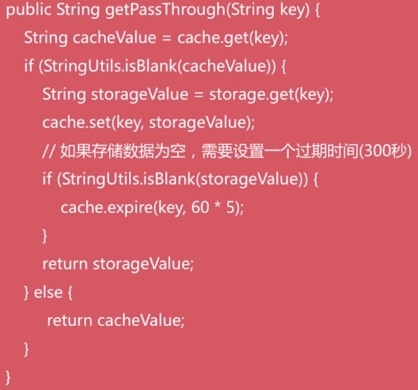 public String getPassThrough(String key) {
String cacheValue = cache.get(key);
if (StringUtils.isBlank(cacheValue)) {
String storageValue = storage.get(key);
cache.set(key, storageValue);
// 如果存储数据为空，需要设置一个过期时间(300秒)
if (StringUtils.isBlank(storageValue)) {
cache.expire(key, 60 * 5);
}
return storageValue;
} else {
return cacheValue;
}
}